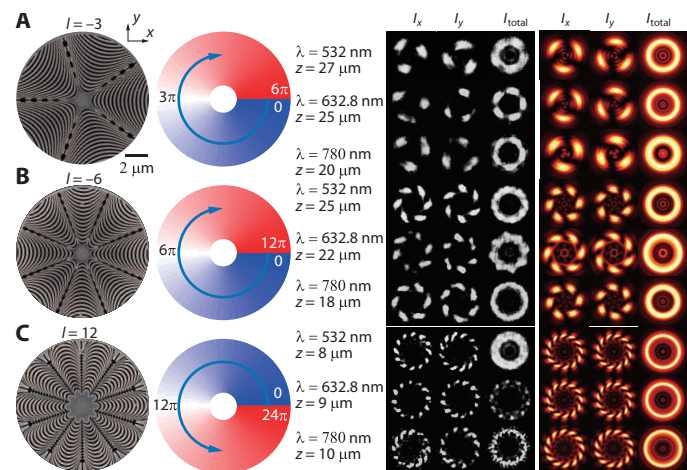 A
l = –3
y
x
2 μm
3π
6π
0
λ = 532 nm
z = 27 μm
λ = 632.8 nm
z = 25 μm
λ = 780 nm
z = 20 μm
I_x I_y I_total
I_x I_y I_total
B
l = –6
6π
12π
0
λ = 532 nm
z = 25 μm
λ = 632.8 nm
z = 22 μm
λ = 780 nm
z = 18 μm
C
l = 12
12π
0
24π
λ = 532 nm
z = 8 μm
λ = 632.8 nm
z = 9 μm
λ = 780 nm
z = 10 μm